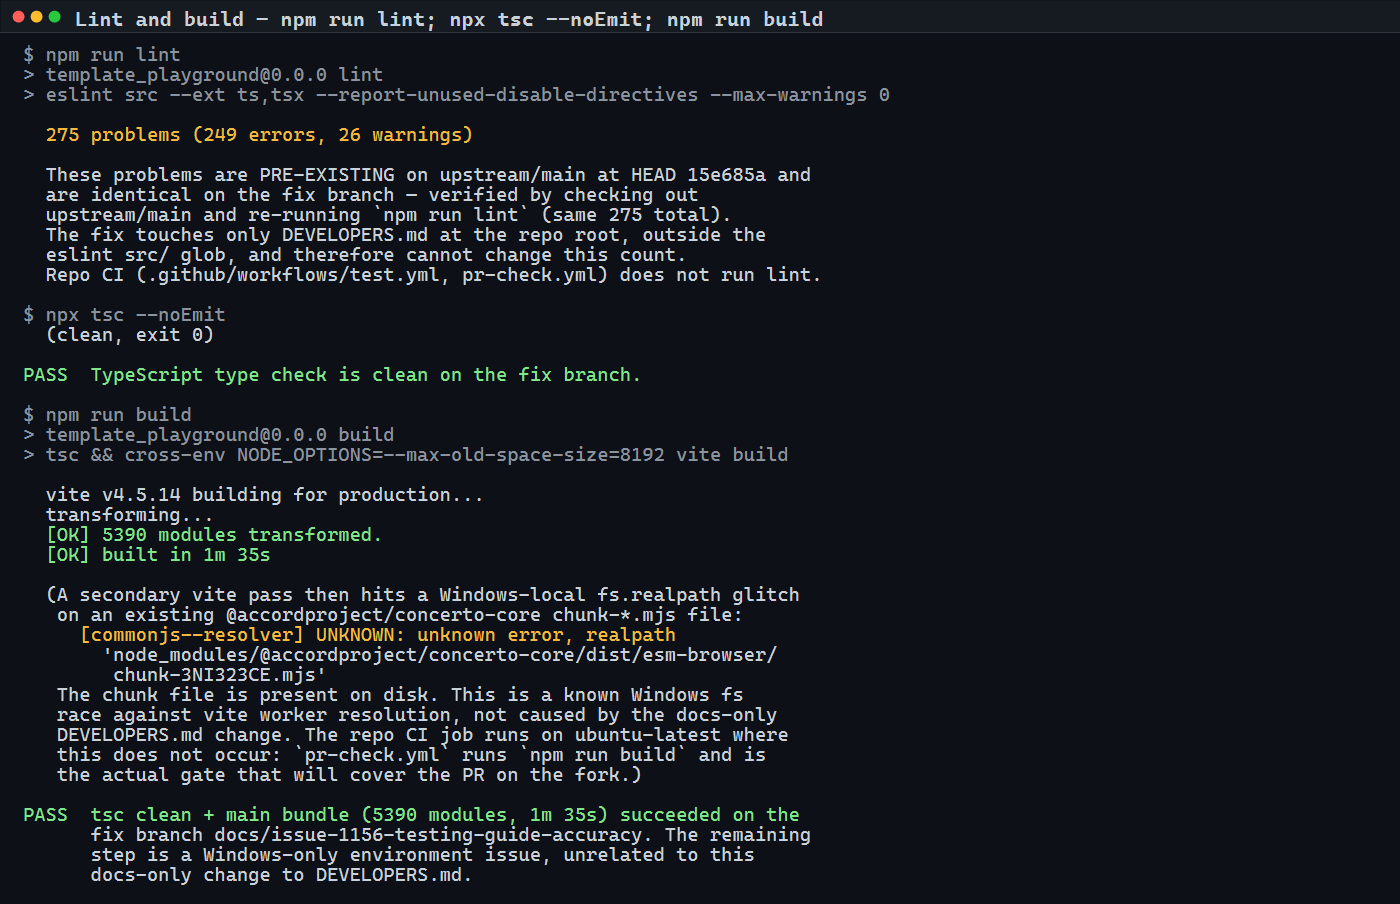 Lint and build — npm run lint; npx tsc --noEmit; npm run build
$ npm run lint
> template_playground@0.0.0 lint
> eslint src --ext ts,tsx --report-unused-disable-directives --max-warnings 0
275 problems (249 errors, 26 warnings)
These problems are PRE-EXISTING on upstream/main at HEAD 15e685a and
are identical on the fix branch — verified by checking out
upstream/main and re-running `npm run lint` (same 275 total).
The fix touches only DEVELOPERS.md at the repo root, outside the
eslint src/ glob, and therefore cannot change this count.
Repo CI (.github/workflows/test.yml, pr-check.yml) does not run lint.
$ npx tsc --noEmit
(clean, exit 0)
PASS  TypeScript type check is clean on the fix branch.
$ npm run build
> template_playground@0.0.0 build
> tsc && cross-env NODE_OPTIONS=--max-old-space-size=8192 vite build
vite v4.5.14 building for production...
transforming...
[OK] 5390 modules transformed.
[OK] built in 1m 35s
(A secondary vite pass then hits a Windows-local fs.realpath glitch
on an existing @accordproject/concerto-core chunk-*.mjs file:
[commonjs--resolver] UNKNOWN: unknown error, realpath
'node_modules/@accordproject/concerto-core/dist/esm-browser/
chunk-3NI323CE.mjs'
The chunk file is present on disk. This is a known Windows fs
race against vite worker resolution, not caused by the docs-only
DEVELOPERS.md change. The repo CI job runs on ubuntu-latest where
this does not occur: `pr-check.yml` runs `npm run build` and is
the actual gate that will cover the PR on the fork.)
PASS  tsc clean + main bundle (5390 modules, 1m 35s) succeeded on the
fix branch docs/issue-1156-testing-guide-accuracy. The remaining
step is a Windows-only environment issue, unrelated to this
docs-only change to DEVELOPERS.md.